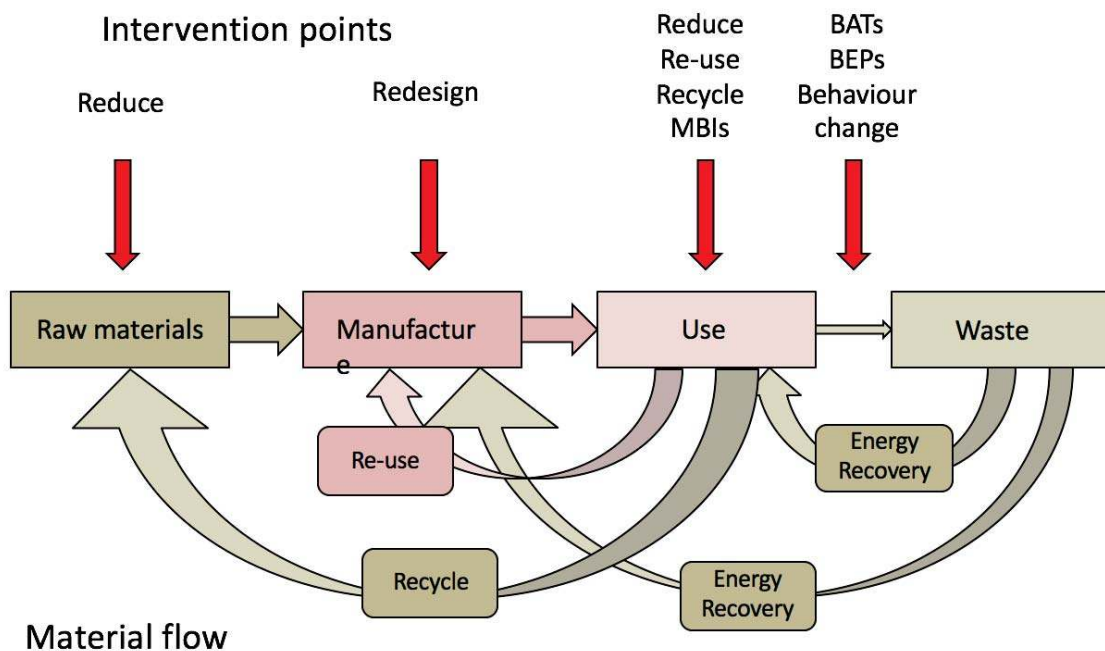 Intervention points
Reduce
Redesign
Reduce
Re-use
Recycle
MBIs
BATs
BEPs
Behaviour
change
Raw materials
Manufactur
e
Use
Waste
Re-use
Energy
Recovery
Recycle
Energy
Recovery
Material flow